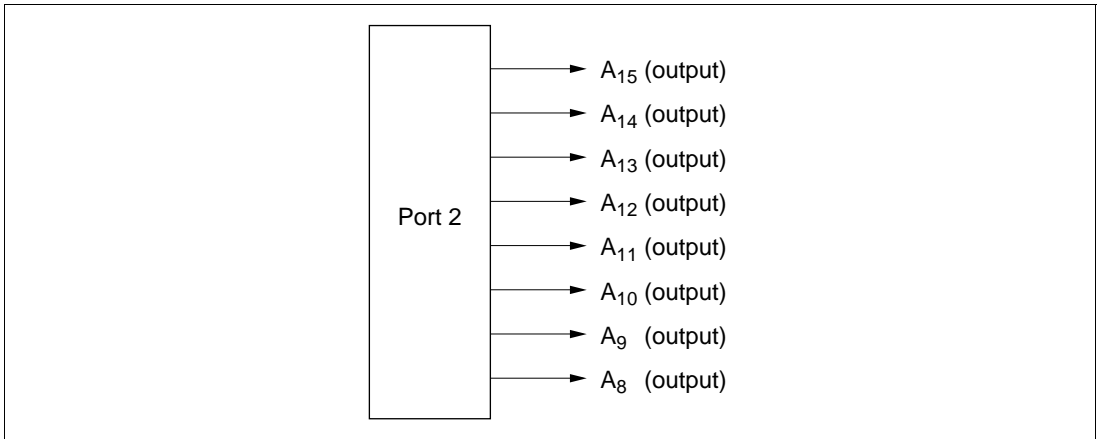 A15 (output)
A14 (output)
A13 (output)
A12 (output)
Port 2
A11 (output)
A10 (output)
A9 (output)
A8 (output)